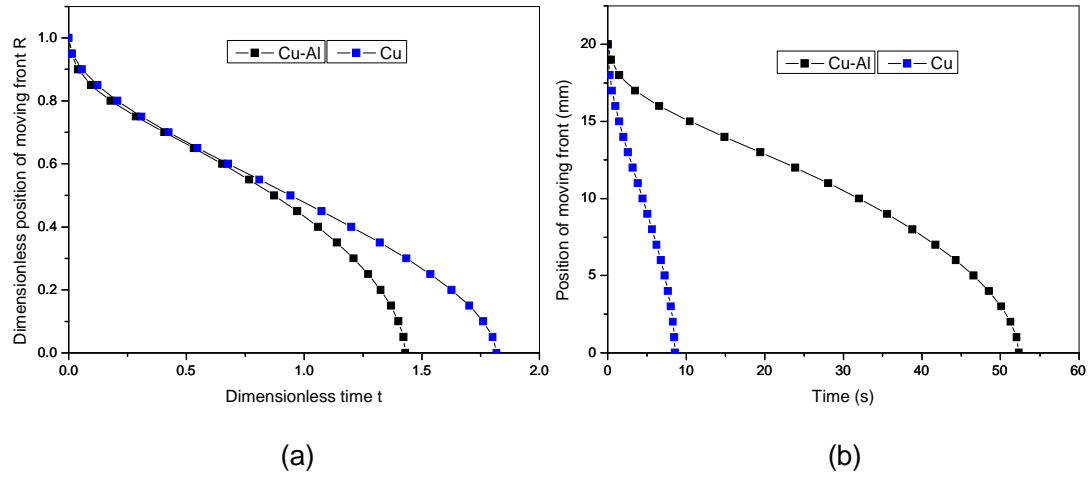 Cu-Al Cu
Dimensionless position of moving front R
1.0
0.8
0.6
0.4
0.2
0.0
0.0 0.5 1.0 1.5 2.0
Dimensionless time t
(a)
Cu-Al Cu
Position of moving front (mm)
20
15
10
5
0
0 10 20 30 40 50 60
Time (s)
(b)